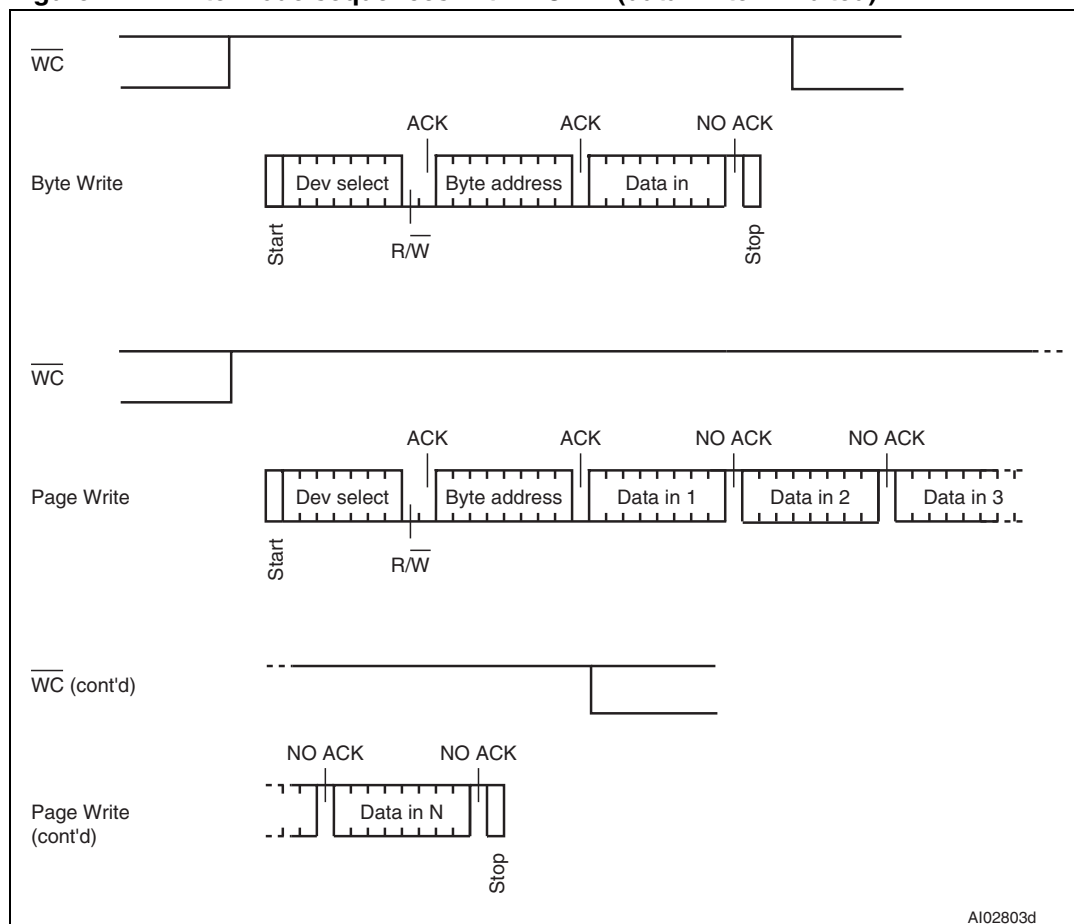 WC
ACK ACK NO ACK
Byte Write Dev select Byte address Data in
Start R/W Stop
WC
ACK ACK NO ACK NO ACK
Page Write Dev select Byte address Data in 1 Data in 2 Data in 3
Start R/W
WC (cont'd)
NO ACK NO ACK
Page Write Data in N
(cont'd)
Stop
AI02803d